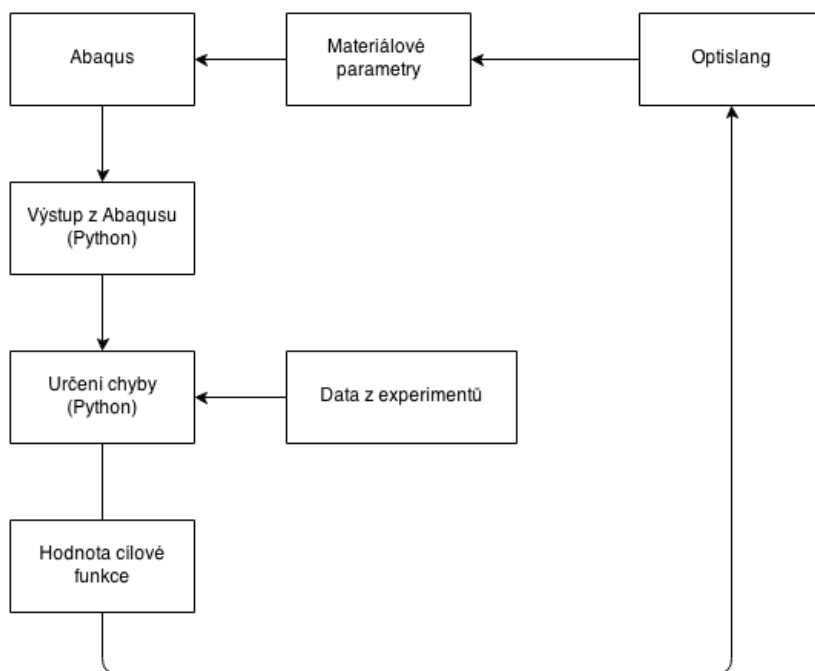 Abaqus
Materiálové
parametry
Optislang
Výstup z Abaqusu
(Python)
Určení chyby
(Python)
Data z experimentů
Hodnota cílové
funkce